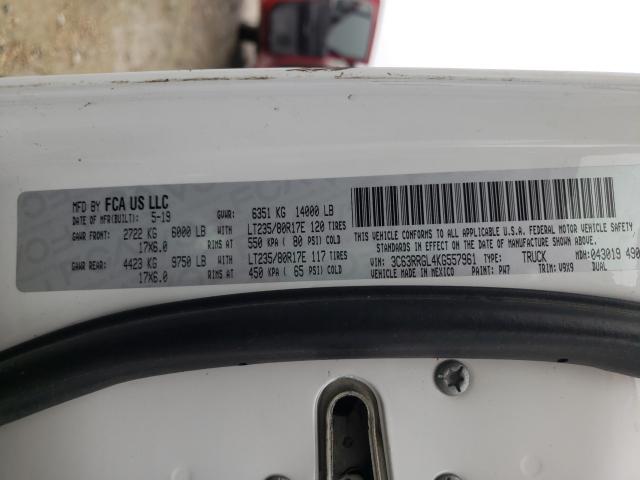 MFD BY FCA US LLC
DATE OF MFR(BUILT): 5-19 GVWR: 6351 KG 14000 LB
GAWR FRONT: 2722 KG 6000 LB WITH LT235/80R17E 120 TIRES
17X6.0 RIMS AT 550 KPA ( 80 PSI) COLD
GAWR REAR: 4423 KG 9750 LB WITH LT235/80R17E 117 TIRES
17X6.0 RIMS AT 450 KPA ( 65 PSI) COLD
THIS VEHICLE CONFORMS TO ALL APPLICABLE U.S.A. FEDERAL MOTOR VEHICLE
STANDARDS IN EFFECT ON THE DATE OF MANUFACTURE SHOWN ABOVE.
VIN: 3C63RRGL4KG557961 TYPE: TRUCK MDH: 043019 490
VEHICLE MADE IN MEXICO PAINT: PW7 TRIM: V9X9 DUAL